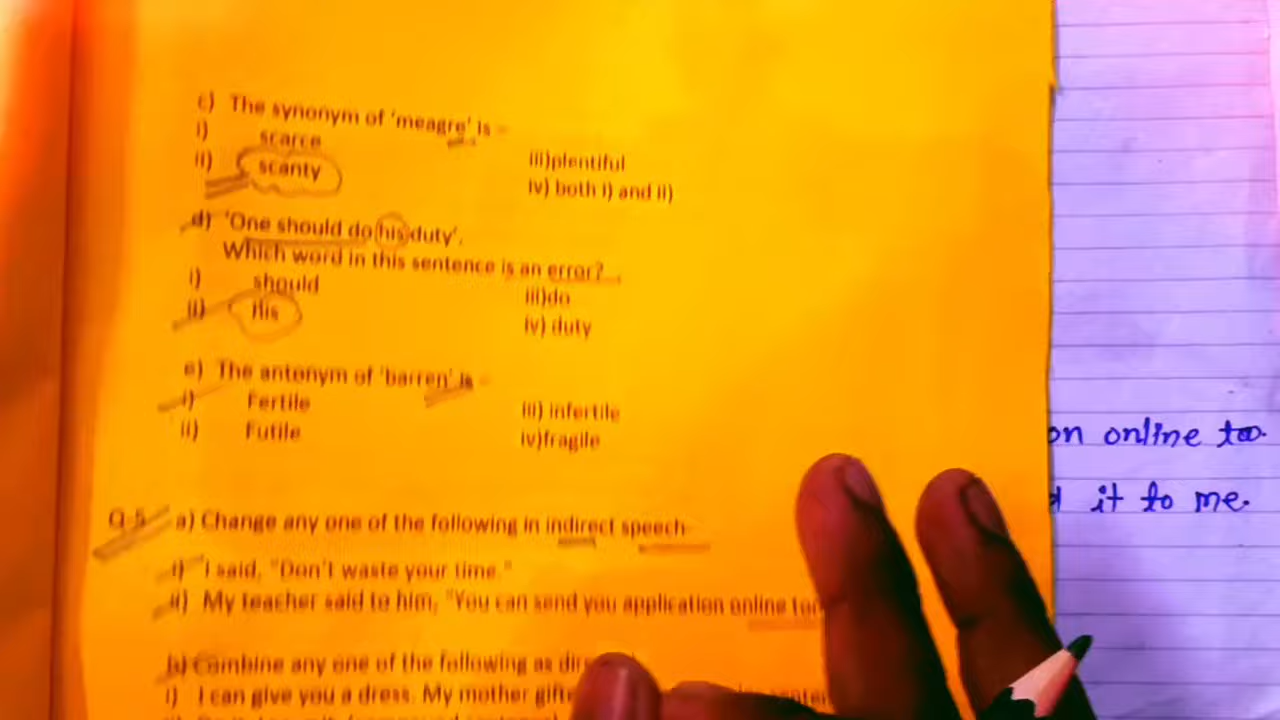 c) The synonym of 'meagre' is -
i) scarce
iii)plentiful
ii) scanty
iv) both i) and ii)
d) 'One should do his duty'.
Which word in this sentence is an error?
i) should
iii)do
ii) his
iv) duty
e) The antonym of 'barren' is -
i) Fertile
iii) infertile
ii) Futile
iv)fragile
on online too.
it to me.
Q-5 a) Change any one of the following in indirect speech-
i) I said, "Don't waste your time."
ii) My teacher said to him, "You can send you application online
b) Combine any one of the following as
i) I can give you a dress. My mother